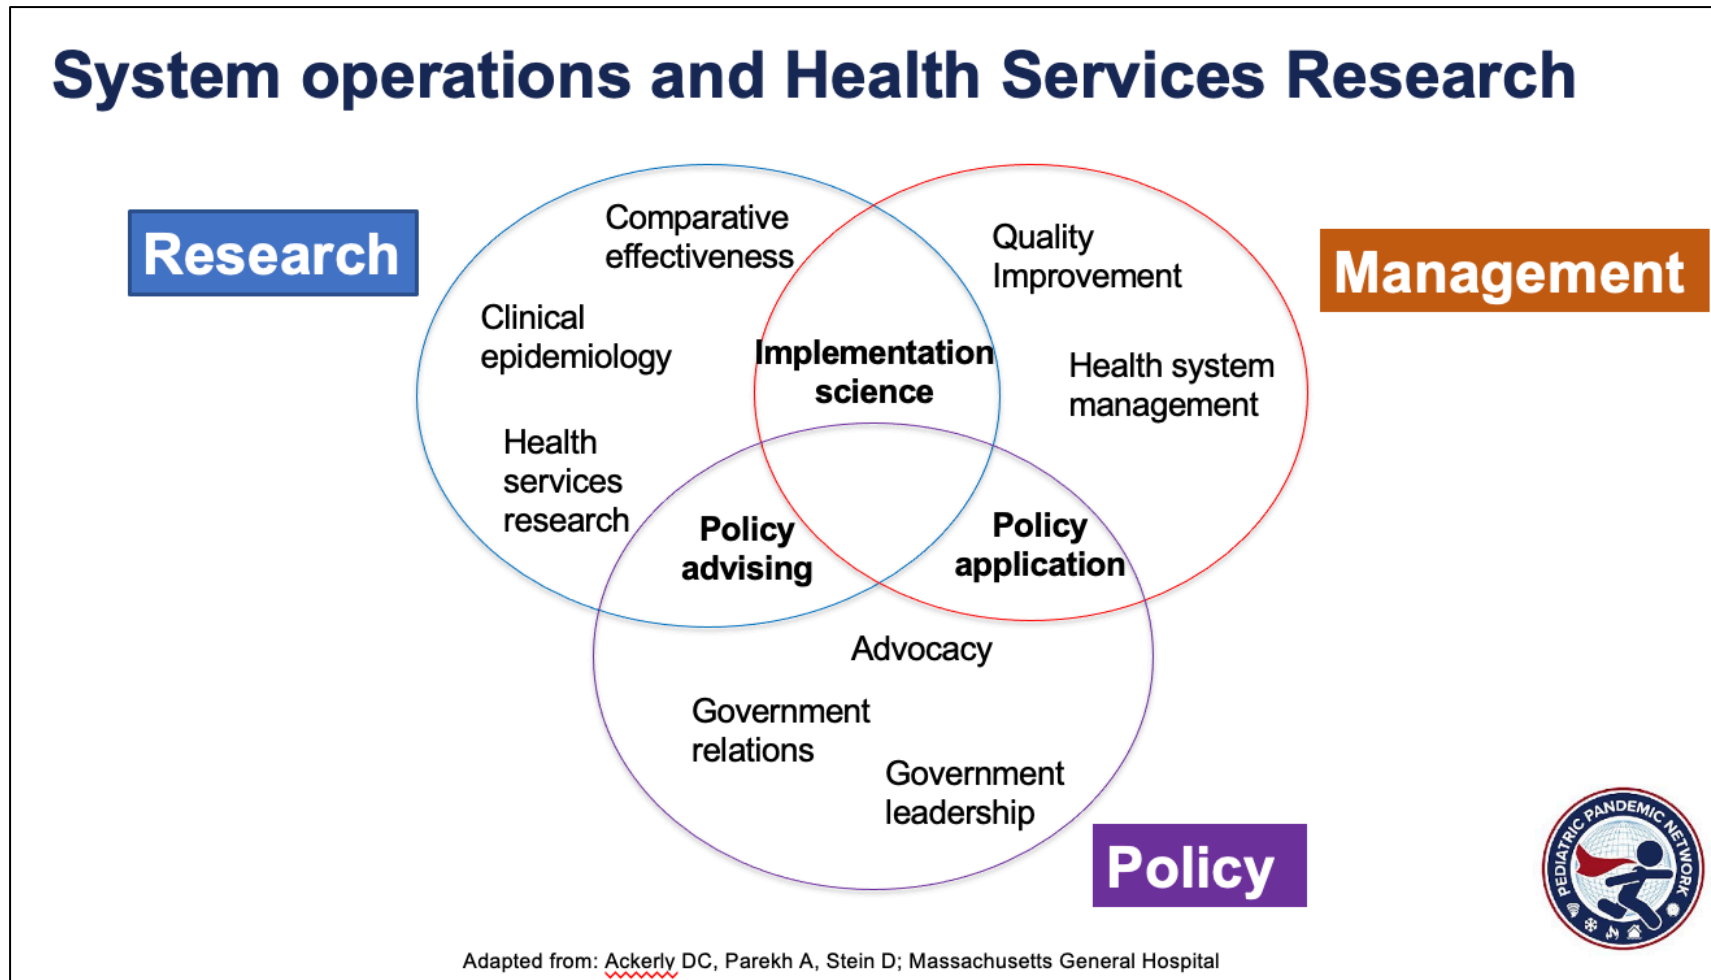 System operations and Health Services Research
Research
Comparative
effectiveness
Clinical
epidemiology
Health
services
research
Quality
Improvement
Health system
management
Management
Implementation
science
Policy
advising
Policy
application
Advocacy
Government
relations
Government
leadership
Policy
PEDIATRIC PANDEMIC NETWORK
Adapted from: Ackerly DC, Parekh A, Stein D; Massachusetts General Hospital